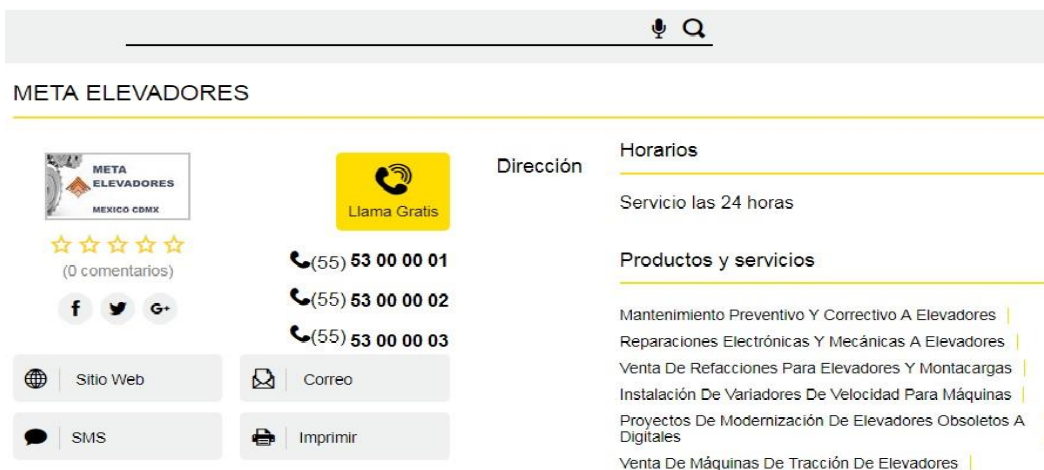 META ELEVADORES
META
ELEVADORES
MEXICO CDMX
(0 comentarios)
f G+
Sitio Web
Correo
SMS
Imprimir
Llama Gratis
(55) 53 00 00 01
(55) 53 00 00 02
(55) 53 00 00 03
Dirección
Horarios
Servicio las 24 horas
Productos y servicios
Mantenimiento Preventivo Y Correctivo A Elevadores
Reparaciones Electrónicas Y Mecánicas A Elevadores
Venta De Refacciones Para Elevadores Y Montacargas
Instalación De Variadores De Velocidad Para Máquinas
Proyectos De Modernización De Elevadores Obsoletos A
Digitales
Venta De Máquinas De Tracción De Elevadores